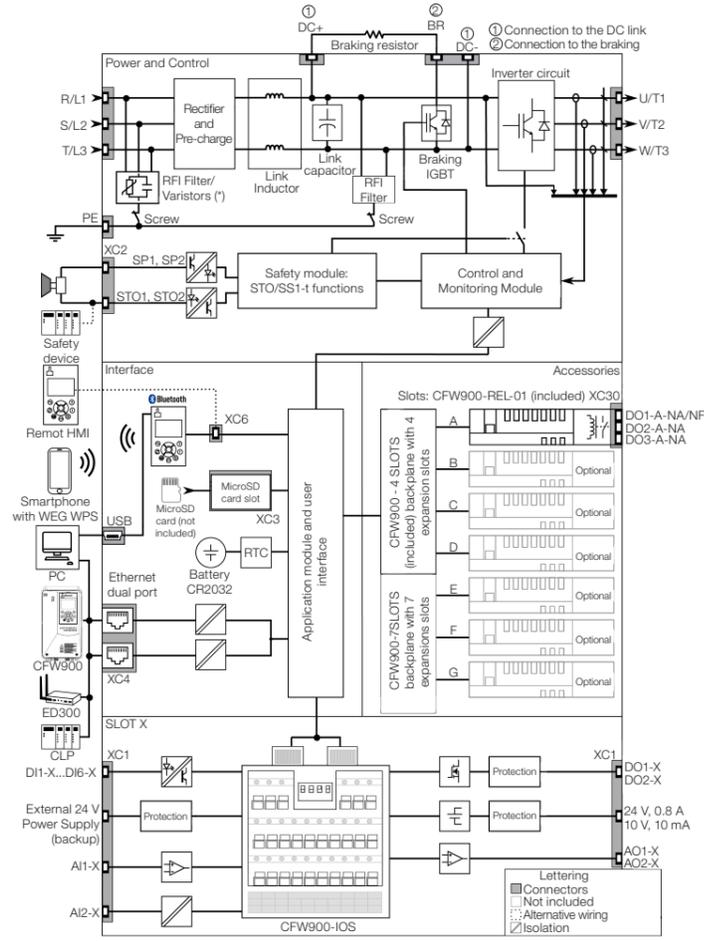 ①
DC+
②
BR
①
DC-
① Connection to the DC link
② Connection to the braking
Braking resistor
Power and Control
Inverter circuit
R/L1
S/L2
T/L3
Rectifier
and
Pre-charge
U/T1
V/T2
W/T3
Link
Inductor
Link
capacitor
Braking
IGBT
RFI Filter/
Varistors (*)
RFI
Filter
PE
Screw
Screw
XC2
SP1, SP2
STO1, STO2
Safety module:
STO/SS1-t functions
Control and
Monitoring Module
Safety
device
Interface
Accessories
Bluetooth
Slots: CFW900-REL-01 (included) XC30
Remot HMI
XC6
A
DO1-A-NA/NF
DO2-A-NA
DO3-A-NA
CFW900 - 4 SLOTS
(included) backplane with 4
expansion slots
B
Optional
C
Optional
D
Optional
E
Optional
F
Optional
G
Optional
CFW900-7SLOTS
backplane with 7
expansions slots
Smartphone
with WEG WPS
MicroSD
card (not
included)
MicroSD
card slot
XC3
USB
PC
Battery
CR2032
RTC
Application module and user
interface
Ethernet
dual port
CFW900
XC4
ED300
CLP
SLOT X
XC1
DI1-X...DI6-X
External 24 V
Power Supply
(backup)
Protection
AI1-X
AI2-X
CFW900-IOS
XC1
Protection
DO1-X
DO2-X
Protection
24 V, 0.8 A
10 V, 10 mA
AO1-X
AO2-X
Lettering
Connectors
Not included
Alternative wiring
Isolation